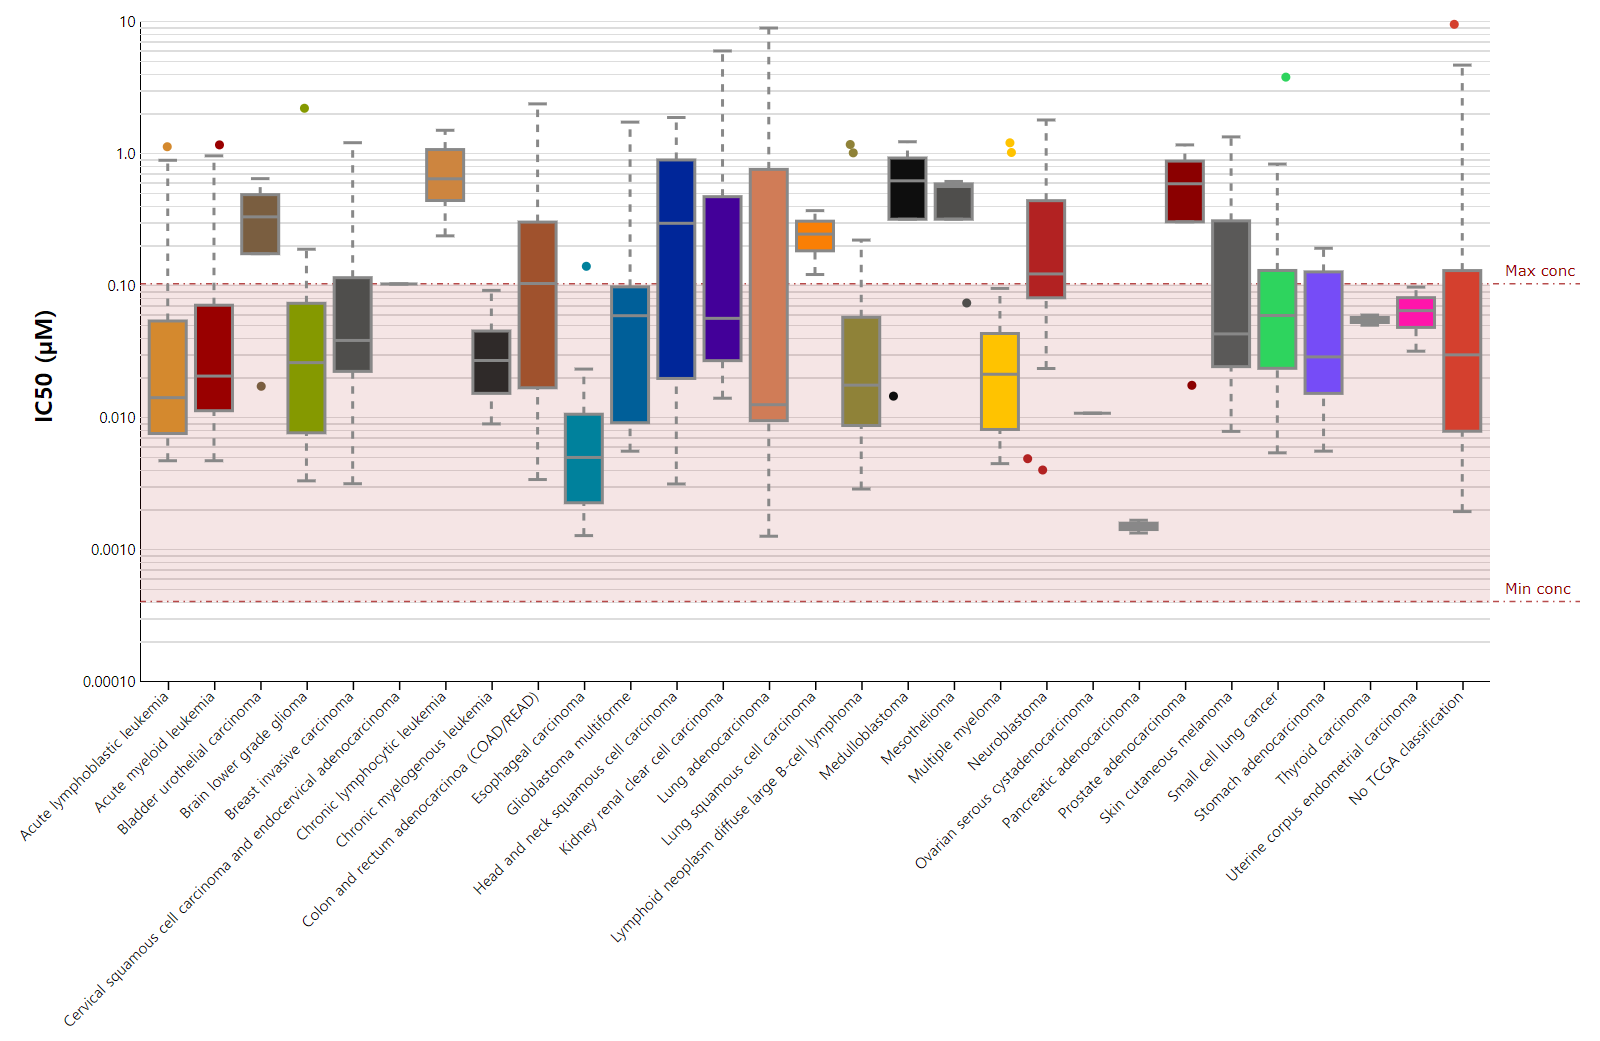 10
1.0
0.10
0.010
0.0010
0.00010
IC50 (µM)
Max conc
Min conc
Acute lymphoblastic leukemia
Acute myeloid leukemia
Bladder urothelial carcinoma
Brain lower grade glioma
Breast invasive carcinoma
Cervical squamous cell carcinoma and endocervical adenocarcinoma
Chronic lymphocytic leukemia
Chronic myelogenous leukemia
Colon and rectum adenocarcinoma (COAD/READ)
Esophageal carcinoma
Glioblastoma multiforme
Head and neck squamous cell carcinoma
Kidney renal clear cell carcinoma
Lung adenocarcinoma
Lung squamous cell carcinoma
Lymphoid neoplasm diffuse large B-cell lymphoma
Medulloblastoma
Mesothelioma
Multiple myeloma
Neuroblastoma
Ovarian serous cystadenocarcinoma
Pancreatic adenocarcinoma
Prostate adenocarcinoma
Skin cutaneous melanoma
Small cell lung cancer
Stomach adenocarcinoma
Thyroid carcinoma
Uterine corpus endometrial carcinoma
No TCGA classification